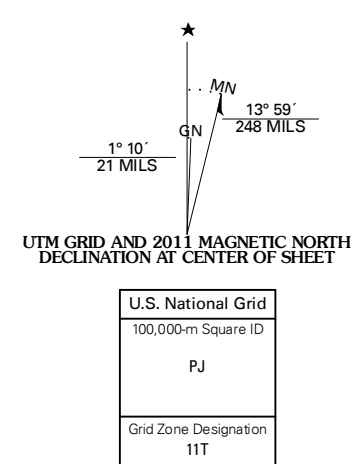 ★
MN
GN
13° 59´
248 MILS
1° 10´
21 MILS
UTM GRID AND 2011 MAGNETIC NORTH
DECLINATION AT CENTER OF SHEET
U.S. National Grid
100,000-m Square ID
PJ
Grid Zone Designation
11T